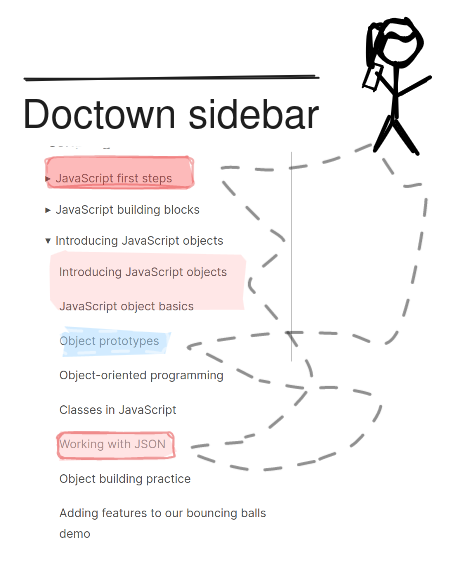 Doctown sidebar
▸ JavaScript first steps
▸ JavaScript building blocks
▾ Introducing JavaScript objects
Introducing JavaScript objects
JavaScript object basics
Object prototypes
Object-oriented programming
Classes in JavaScript
Working with JSON
Object building practice
Adding features to our bouncing balls
demo